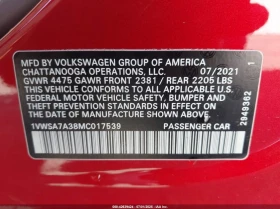 MFD BY VOLKSWAGEN GROUP OF AMERICA
CHATTANOOGA OPERATIONS, LLC. 07/2021
GVWR 4475 GAWR FRONT 2381 / REAR 2205 LBS
THIS VEHICLE CONFORMS TO ALL APPLICABLE
FEDERAL MOTOR VEHICLE SAFETY, BUMPER AND
THEFT PREVENTION STANDARDS IN EFFECT ON
THE DATE OF MANUFACTURE SHOWN ABOVE.
1VWSA7A38MC017539 PASSENGER CAR
2949362